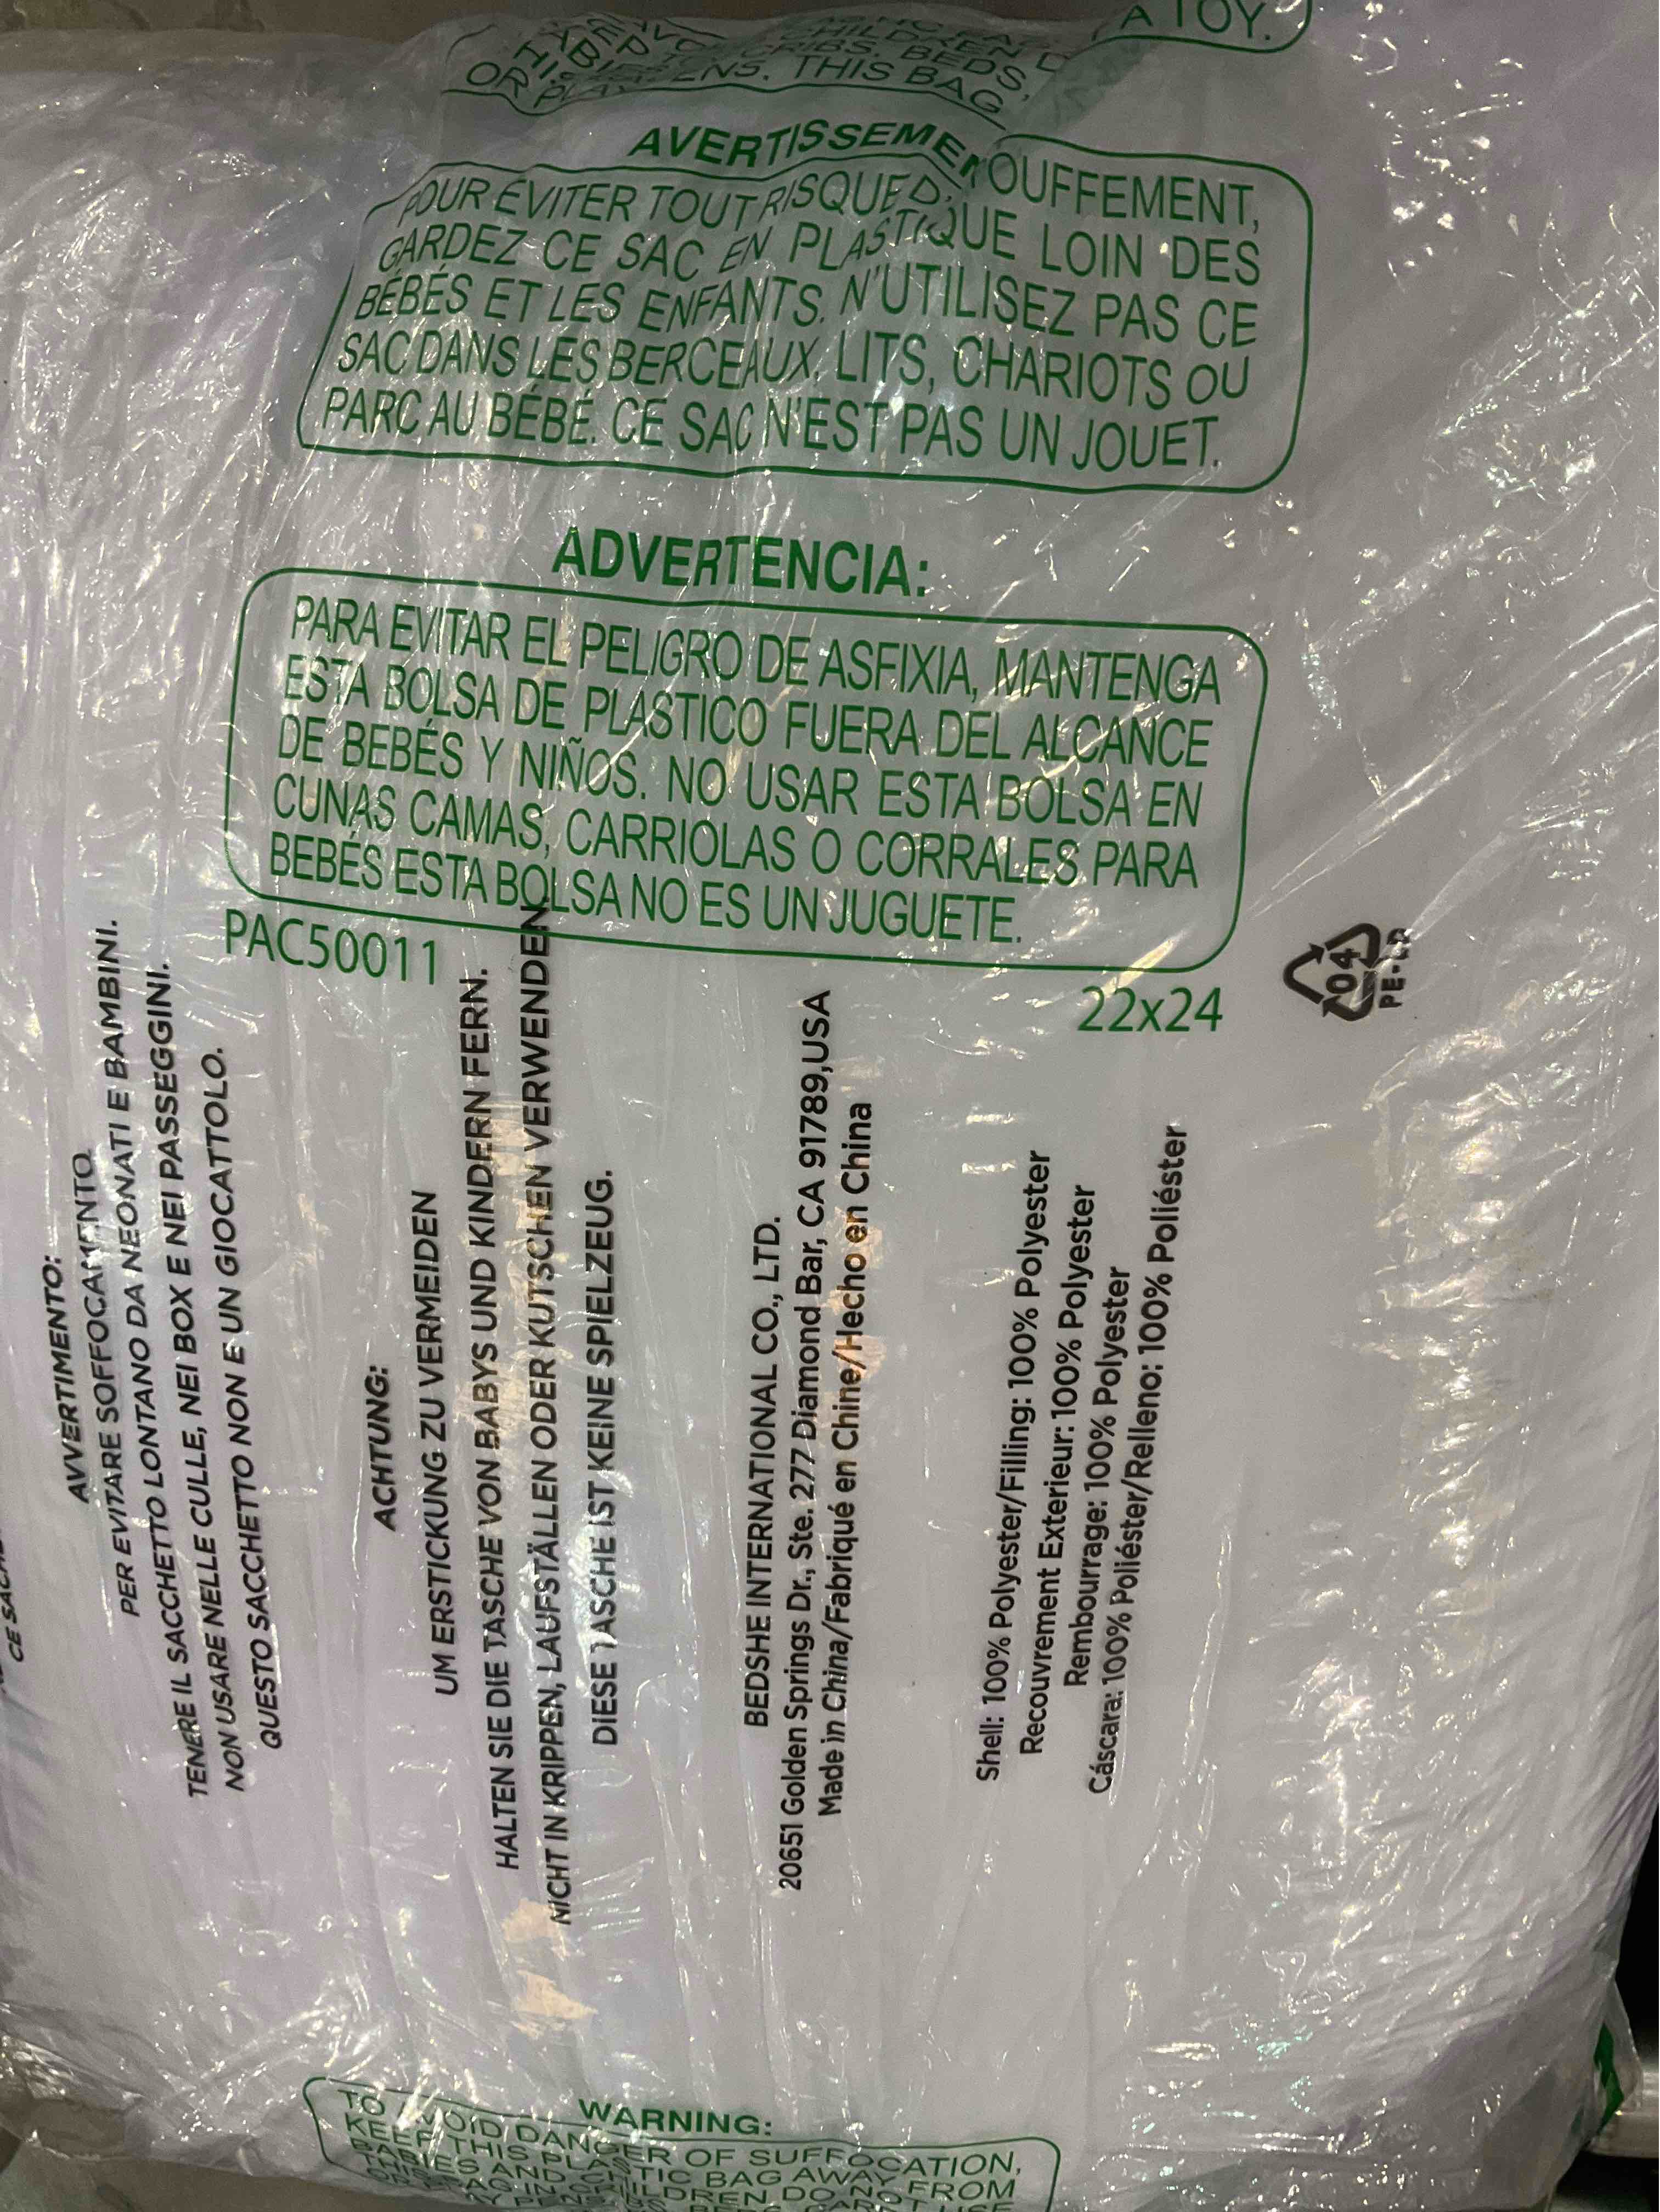 A TOY.
CHILDREN
CRIBS, BEDS,
THIS BAG
OR
POUR ÉVITER TOUT RISQUE
GARDEZ CE SAC EN PLASTIQUE LOIN DES
BÉBÉS ET LES ENFANTS. N'UTILISEZ PAS CE
SAC DANS LES BERCEAUX, LITS, CHARIOTS OU
PARC AU BÉBÉ. CE SAC N'EST PAS UN JOUET.
ADVERTENCIA:
PARA EVITAR EL PELIGRO DE ASFIXIA, MANTENGA
ESTA BOLSA DE PLASTICO FUERA DEL ALCANCE
DE BEBÉS Y NIÑOS. NO USAR ESTA BOLSA EN
CUNAS CAMAS, CARRIOLAS O CORRALES PARA
BEBÉS ESTA BOLSA NO ES UN JUGUETE.
PAC50011
22x24
CE
AVVERTIMENTO:
PER EVITARE SOFFOCAMENTO
TENERE IL SACCHETTO LONTANO DA NEONATI E BAMBINI.
NON USARE NELLE CULLE, NEI BOX E NEI PASSEGGINI.
QUESTO SACCHETTO NON E UN GIOCATTOLO.
ACHTUNG:
UM ERSTICKUNG ZU VERMEIDEN
HALTEN SIE DIE TASCHE VON BABYS UND KINDERN FERN.
NICHT IN KRIPPEN, LAUFSTÄLLEN ODER KUTSCHEN VERWENDEN
DIESE TASCHE IST KEINE SPIELZEUG.
BEDSHE INTERNATIONAL CO., LTD.
20651 Golden Springs Dr., Ste. 277 Diamond Bar, CA 91789,USA
Made in China/Fabriqué en Chine/Hecho en China
Shell: 100% Polyester/Filling: 100% Polyester
Recouvrement Exterieur: 100% Polyester
Rembourrage: 100% Polyester
Cáscara: 100% Poliéster/Relleno: 100% Poliéster
04
PE-LD
WARNING:
TO AVOID DANGER OF SUFFOCATION,
KEEP THIS PLASTIC BAG AWAY FROM
BABIES AND CHILDREN. DO NOT USE